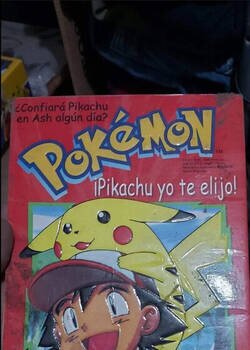 ¿Confiará Pikachu
en Ash algún día?
POKéMON
¡Pikachu yo te elijo!